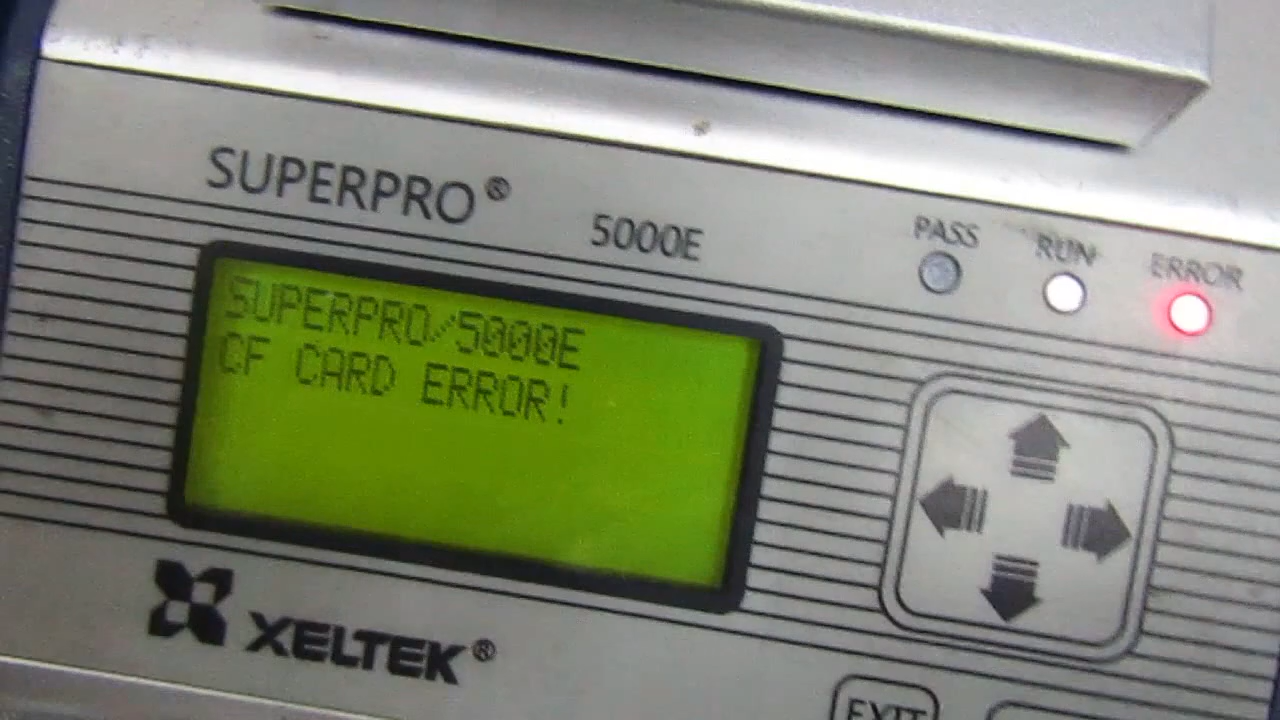 SUPERPRO®
5000E
PASS
RUN
ERROR
SUPERPRO/5000E
CF CARD ERROR!
XELTEK®
EXIT